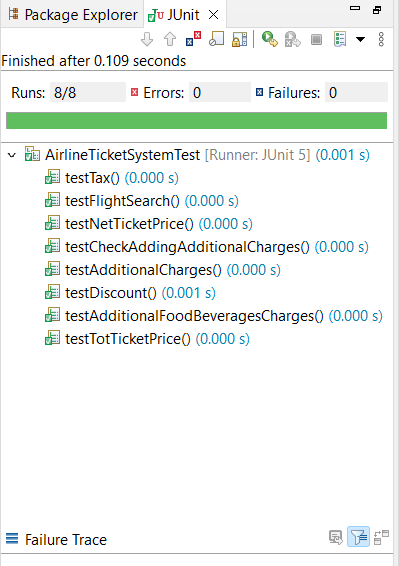 Package Explorer JUnit
Finished after 0.109 seconds
Runs: 8/8 Errors: 0 Failures: 0
AirlineTicketSystemTest [Runner: JUnit 5] (0.001 s)
testTax() (0.000 s)
testFlightSearch() (0.000 s)
testNetTicketPrice() (0.000 s)
testCheckAddingAdditionalCharges() (0.000 s)
testAdditionalCharges() (0.000 s)
testDiscount() (0.001 s)
testAdditionalFoodBeveragesCharges() (0.000 s)
testTotTicketPrice() (0.000 s)
Failure Trace